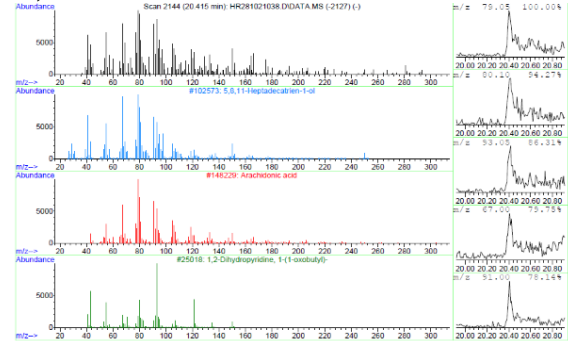 Abundance
Scan 2144 (20.415 min): HR281021038.D\DATA.MS (-2127) (-)
5000
0
20 40 60 80 100 120 140 160 180 200 220 240 260 280 300
m/z-->
Abundance
#102573: 5,8,11-Heptadecatrien-1-ol
5000
0
20 40 60 80 100 120 140 160 180 200 220 240 260 280 300
m/z-->
Abundance
#148229: Arachidonic acid
5000
0
20 40 60 80 100 120 140 160 180 200 220 240 260 280 300
m/z-->
Abundance
#25018: 1,2-Dihydropyridine, 1-(1-oxobutyl)-
5000
0
20 40 60 80 100 120 140 160 180 200 220 240 260 280 300
m/z-->
m/z 79.05 100.00%
20.00 20.20 20.40 20.60 20.80
m/z 80.10 94.27%
20.00 20.20 20.40 20.60 20.80
m/z 93.05 86.31%
20.00 20.20 20.40 20.60 20.80
m/z 67.00 79.75%
20.00 20.20 20.40 20.60 20.80
m/z 91.00 78.14%
20.00 20.20 20.40 20.60 20.80